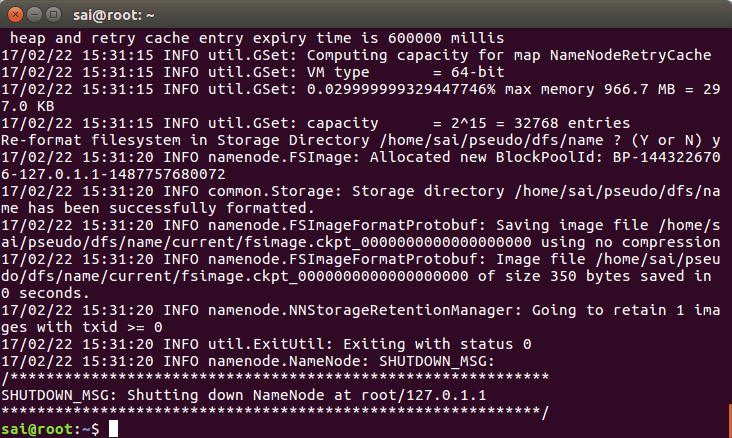 sai@root: ~
heap and retry cache entry expiry time is 600000 millis
17/02/22 15:31:15 INFO util.GSet: Computing capacity for map NameNodeRetryCache
17/02/22 15:31:15 INFO util.GSet: VM type       = 64-bit
17/02/22 15:31:15 INFO util.GSet: 0.029999999329447746% max memory 966.7 MB = 29
7.0 KB
17/02/22 15:31:15 INFO util.GSet: capacity      = 2^15 = 32768 entries
Re-format filesystem in Storage Directory /home/sai/pseudo/dfs/name ? (Y or N) y
17/02/22 15:31:20 INFO namenode.FSImage: Allocated new BlockPoolId: BP-144322670
6-127.0.1.1-1487757680072
17/02/22 15:31:20 INFO common.Storage: Storage directory /home/sai/pseudo/dfs/na
me has been successfully formatted.
17/02/22 15:31:20 INFO namenode.FSImageFormatProtobuf: Saving image file /home/s
ai/pseudo/dfs/name/current/fsimage.ckpt_0000000000000000000 using no compression
17/02/22 15:31:20 INFO namenode.FSImageFormatProtobuf: Image file /home/sai/pseu
do/dfs/name/current/fsimage.ckpt_0000000000000000000 of size 350 bytes saved in
0 seconds.
17/02/22 15:31:20 INFO namenode.NNStorageRetentionManager: Going to retain 1 ima
ges with txid >= 0
17/02/22 15:31:20 INFO util.ExitUtil: Exiting with status 0
17/02/22 15:31:20 INFO namenode.NameNode: SHUTDOWN_MSG:
/************************************************************
SHUTDOWN_MSG: Shutting down NameNode at root/127.0.1.1
************************************************************/
sai@root:~$